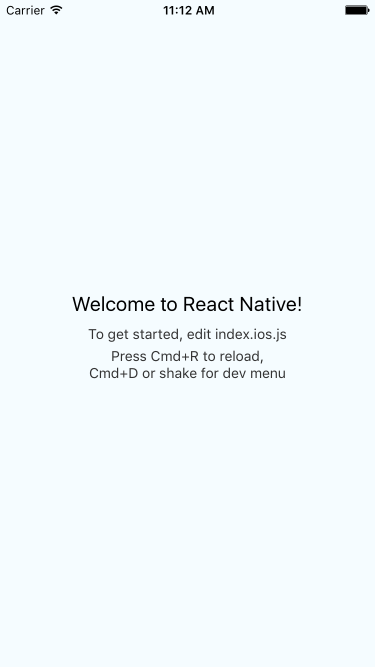 Carrier 11:12 AM
Welcome to React Native!
To get started, edit index.ios.js
Press Cmd+R to reload,
Cmd+D or shake for dev menu